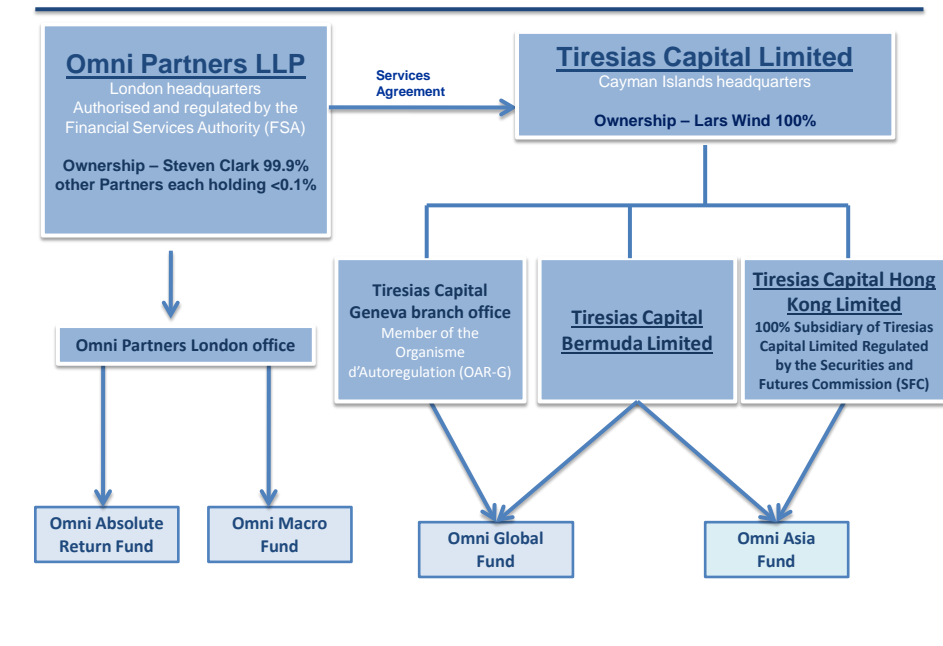 Omni Partners LLP
London headquarters
Authorised and regulated by the
Financial Services Authority (FSA)
Ownership – Steven Clark 99.9%
other Partners each holding <0.1%
Services
Agreement
Tiresias Capital Limited
Cayman Islands headquarters
Ownership – Lars Wind 100%
Omni Partners London office
Tiresias Capital
Geneva branch office
Member of the
Organisme
d'Autoregulation (OAR-G)
Tiresias Capital
Bermuda Limited
Tiresias Capital Hong
Kong Limited
100% Subsidiary of Tiresias
Capital Limited Regulated
by the Securities and
Futures Commission (SFC)
Omni Absolute
Return Fund
Omni Macro
Fund
Omni Global
Fund
Omni Asia
Fund